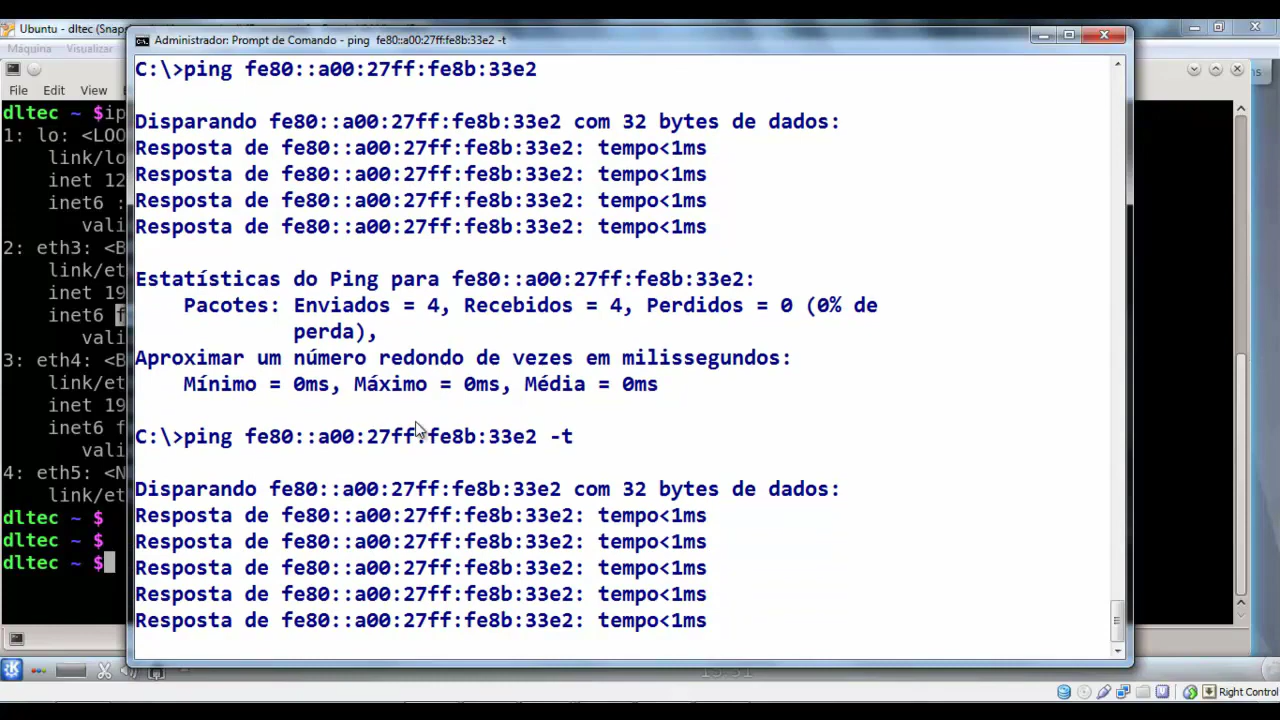 Ubuntu - dltec (Snaps
Administrador: Prompt de Comando - ping fe80::a00:27ff:fe8b:33e2 -t
Máquina Visualizar
File Edit View
C:\>ping fe80::a00:27ff:fe8b:33e2
Disparando fe80::a00:27ff:fe8b:33e2 com 32 bytes de dados:
Resposta de fe80::a00:27ff:fe8b:33e2: tempo<1ms
Resposta de fe80::a00:27ff:fe8b:33e2: tempo<1ms
Resposta de fe80::a00:27ff:fe8b:33e2: tempo<1ms
Resposta de fe80::a00:27ff:fe8b:33e2: tempo<1ms
Estatísticas do Ping para fe80::a00:27ff:fe8b:33e2:
Pacotes: Enviados = 4, Recebidos = 4, Perdidos = 0 (0% de
perda),
Aproximar um número redondo de vezes em milissegundos:
Mínimo = 0ms, Máximo = 0ms, Média = 0ms
C:\>ping fe80::a00:27ff:fe8b:33e2 -t
Disparando fe80::a00:27ff:fe8b:33e2 com 32 bytes de dados:
Resposta de fe80::a00:27ff:fe8b:33e2: tempo<1ms
Resposta de fe80::a00:27ff:fe8b:33e2: tempo<1ms
Resposta de fe80::a00:27ff:fe8b:33e2: tempo<1ms
Resposta de fe80::a00:27ff:fe8b:33e2: tempo<1ms
Resposta de fe80::a00:27ff:fe8b:33e2: tempo<1ms
dltec ~ $ip
1: lo: <LOO
link/lo
inet 12
inet6 :
vali
2: eth3: <B
link/et
inet 19
inet6 f
vali
3: eth4: <B
link/et
inet 19
inet6 f
vali
4: eth5: <N
link/et
dltec ~ $
dltec ~ $
dltec ~ $
Right Control